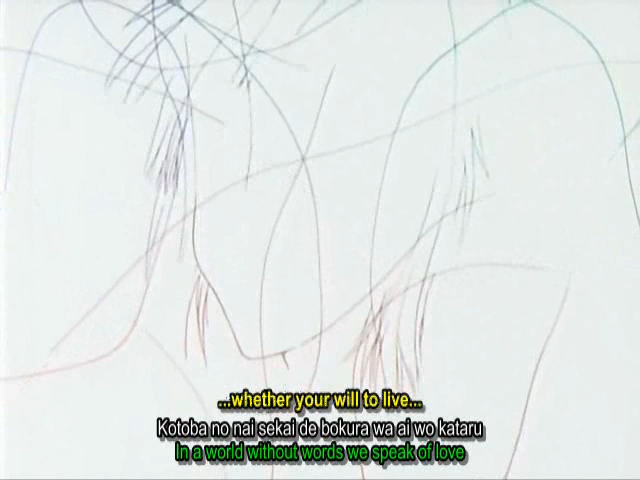 ...whether your will to live...
Kotoba no nai sekai de bokura wa ai wo kataru
In a world without words we speak of love